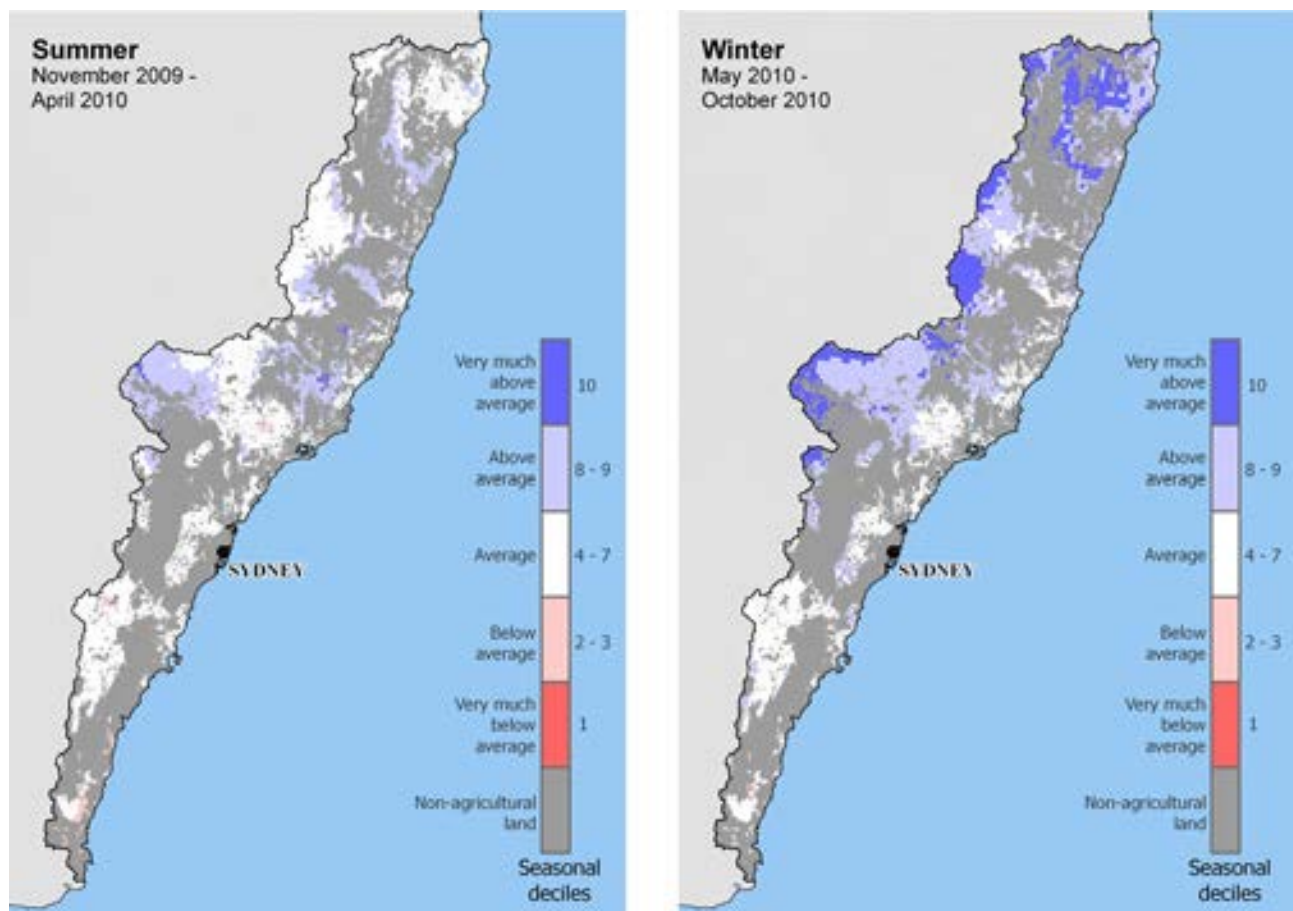 Summer
November 2009 -
April 2010
Very much
above
average
10
Above
average
8 - 9
Average
4 - 7
Below
average
2 - 3
Very much
below
average
1
Non-agricultural
land
Seasonal
deciles
SYDNEY
Winter
May 2010 -
October 2010
Very much
above
average
10
Above
average
8 - 9
Average
4 - 7
Below
average
2 - 3
Very much
below
average
1
Non-agricultural
land
Seasonal
deciles
SYDNEY